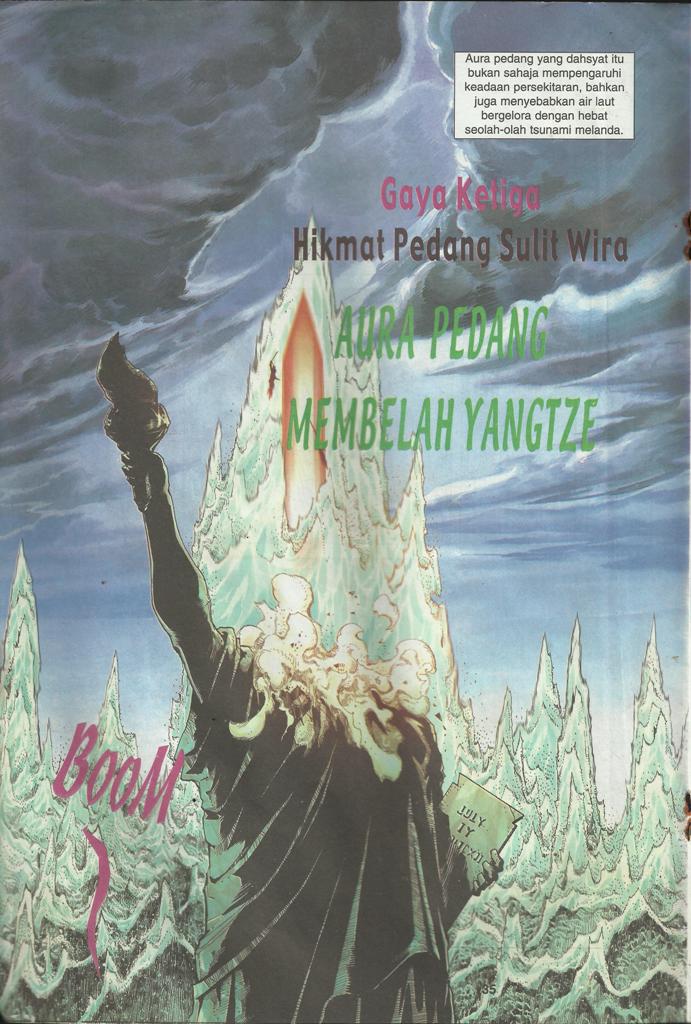 Aura pedang yang dahsyat itu
bukan sahaja mempengaruhi
keadaan persekitaran, bahkan
juga menyebabkan air laut
bergelora dengan hebat
seolah-olah tsunami melanda.
Gaya Ketiga
Hikmat Pedang Sulit Wira
AURA PEDANG
MEMBELAH YANGTZE
BOOM
JULY
IV
35